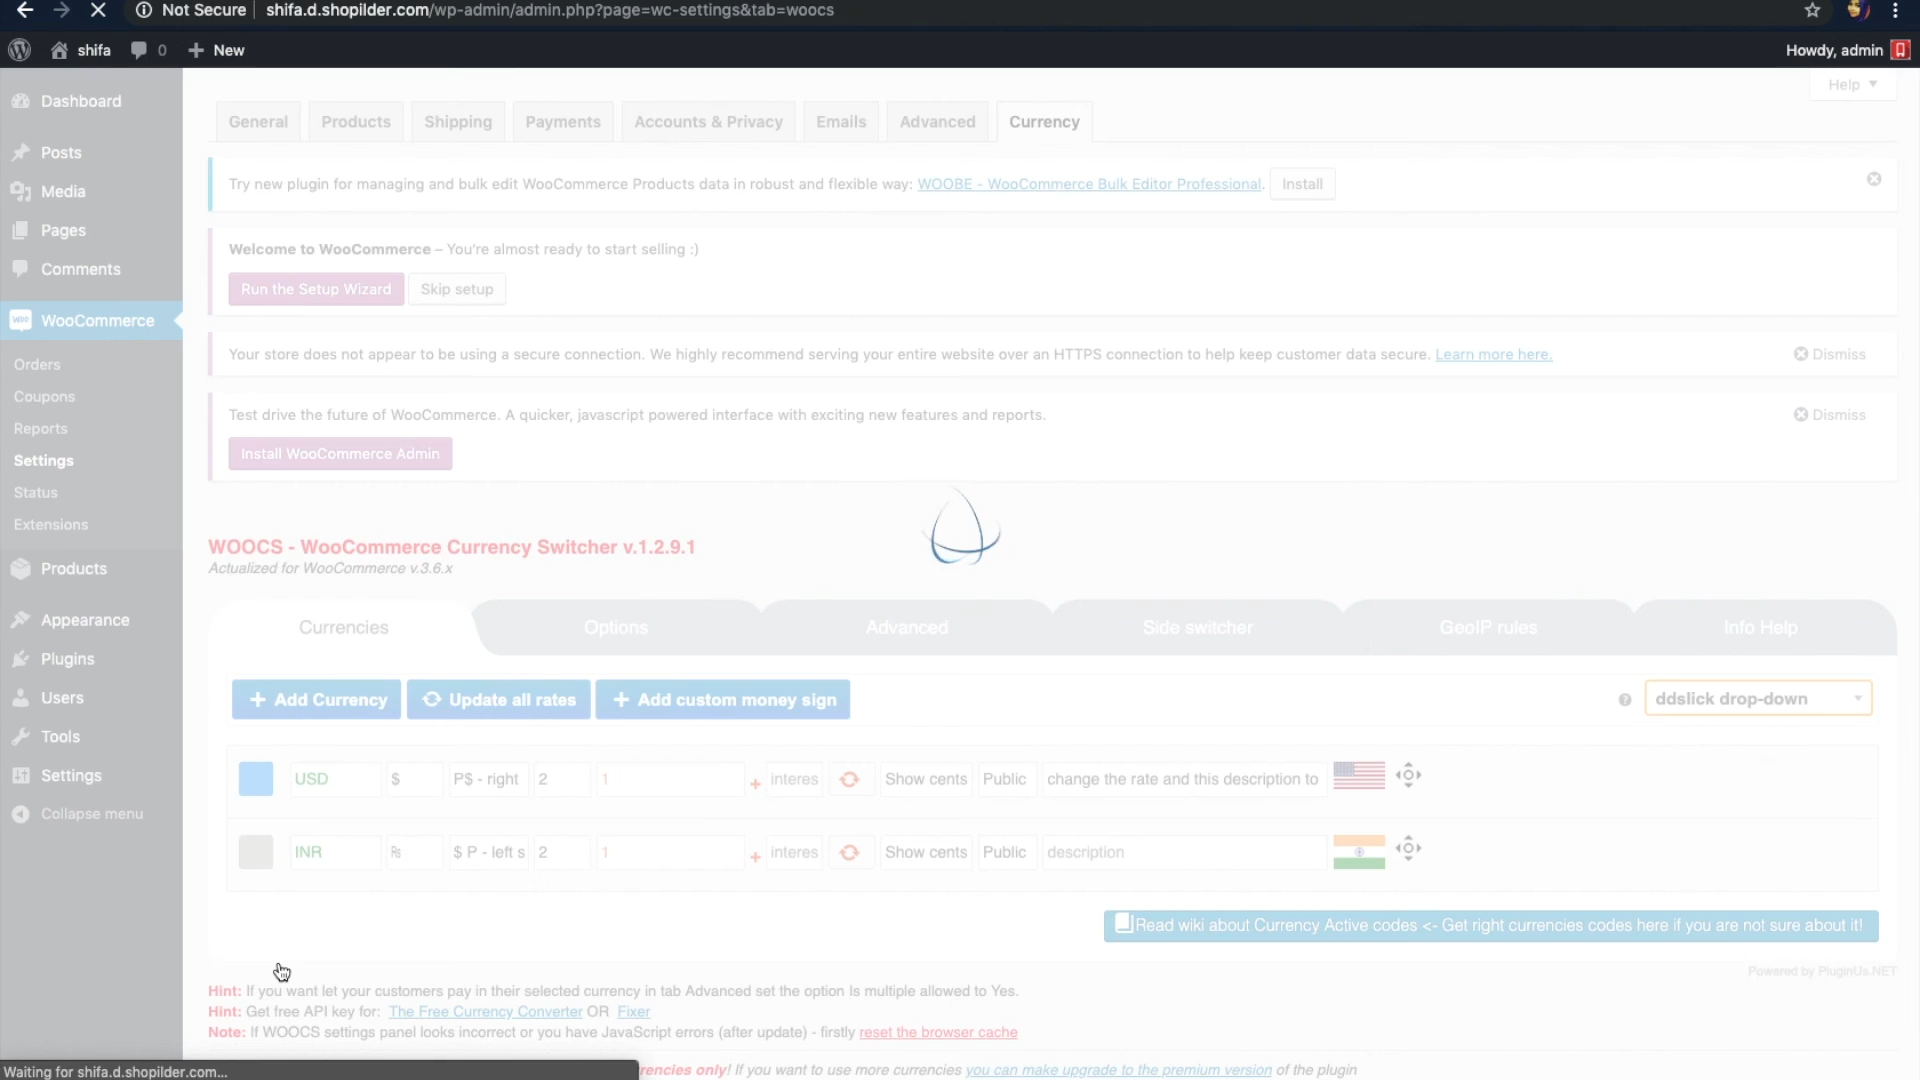 Not Secure shifa.d.shopilder.com/wp-admin/admin.php?page=wc-settings&tab=woocs
shifa 0 New Howdy, admin
Help
Dashboard
Posts
Media
Pages
Comments
WooCommerce
Orders
Coupons
Reports
Settings
Status
Extensions
Products
Appearance
Plugins
Users
Tools
Settings
Collapse menu
General Products Shipping Payments Accounts & Privacy Emails Advanced Currency
Try new plugin for managing and bulk edit WooCommerce Products data in robust and flexible way: WOOBE - WooCommerce Bulk Editor Professional. Install
Welcome to WooCommerce – You're almost ready to start selling :)
Run the Setup Wizard Skip setup
Your store does not appear to be using a secure connection. We highly recommend serving your entire website over an HTTPS connection to help keep customer data secure. Learn more here. Dismiss
Test drive the future of WooCommerce. A quicker, javascript powered interface with exciting new features and reports. Dismiss
Install WooCommerce Admin
WOOCS - WooCommerce Currency Switcher v.1.2.9.1
Actualized for WooCommerce v.3.6.x
Currencies Options Advanced Side switcher GeoIP rules Info Help
+ Add Currency Update all rates + Add custom money sign ddslick drop-down
USD $ P$ - right 2 1 + interes Show cents Public change the rate and this description to
INR ₨ $ P - left s 2 1 + interes Show cents Public description
Read wiki about Currency Active codes <- Get right currencies codes here if you are not sure about it!
Powered by PluginUs.NET
Hint: If you want let your customers pay in their selected currency in tab Advanced set the option Is multiple allowed to Yes.
Hint: Get free API key for: The Free Currency Converter OR Fixer
Note: If WOOCS settings panel looks incorrect or you have JavaScript errors (after update) - firstly reset the browser cache
rencies only! If you want to use more currencies you can make upgrade to the premium version of the plugin
Waiting for shifa.d.shopilder.com...